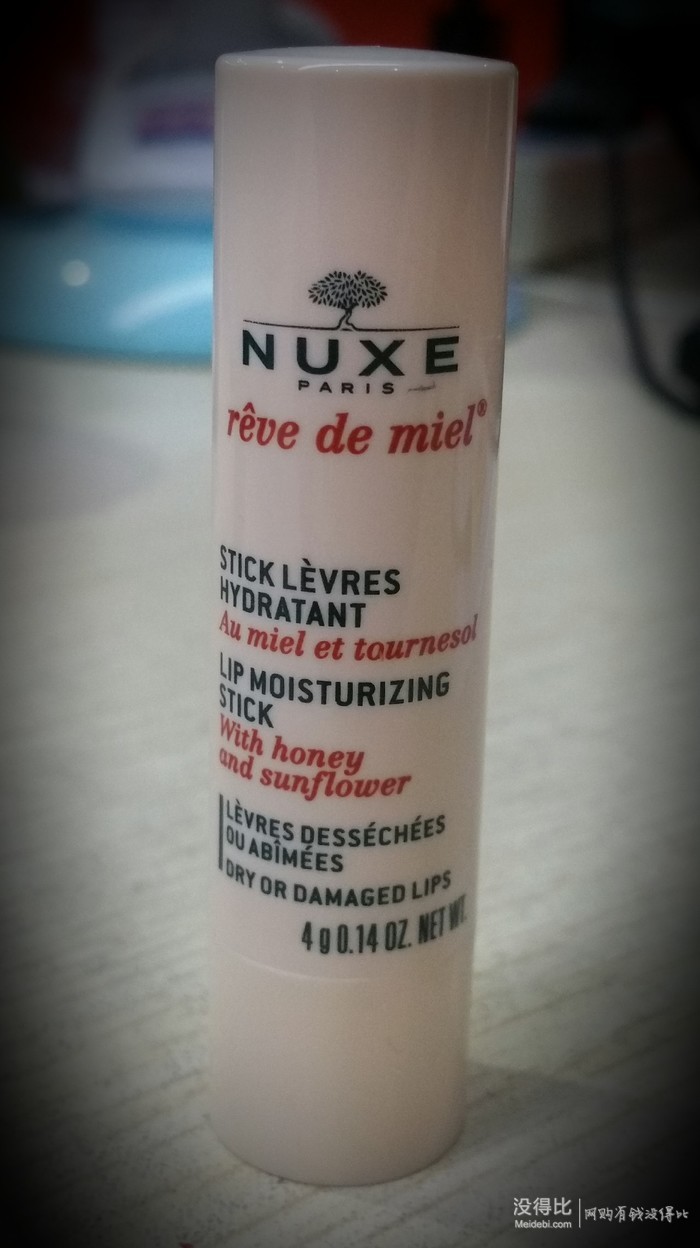 NUXE
PARIS
rêve de miel®
STICK LÈVRES
HYDRATANT
Au miel et tournesol
LIP MOISTURIZING
STICK
With honey
and sunflower
LÈVRES DESSÉCHÉES
OU ABÎMÉES
DRY OR DAMAGED LIPS
4 g 0.14 OZ. NET WT.
没得比
Meidebi.com
网购有钱没得比